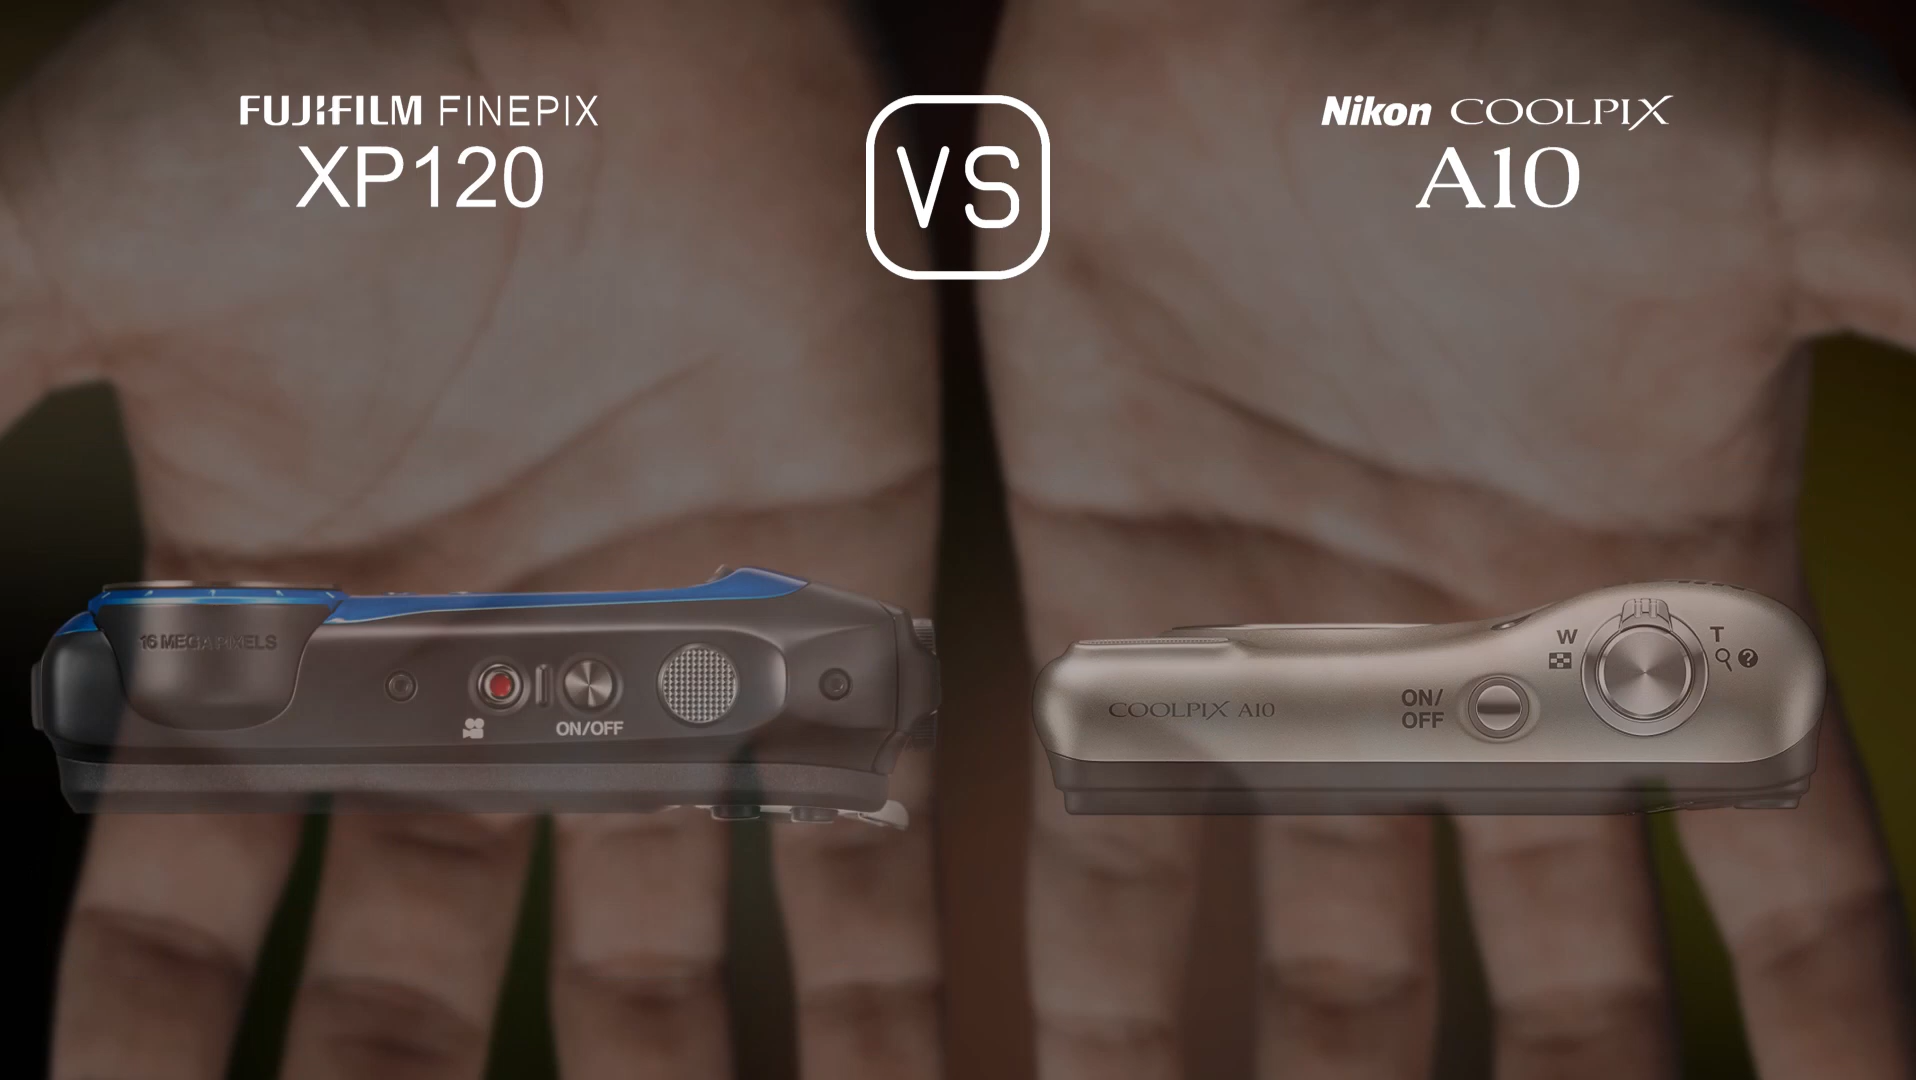 FUJIFILM FINEPIX
XP120
VS
Nikon COOLPIX
A10
16 MEGA PIXELS
ON/OFF
COOLPIX A10
ON/
OFF
W
T
?